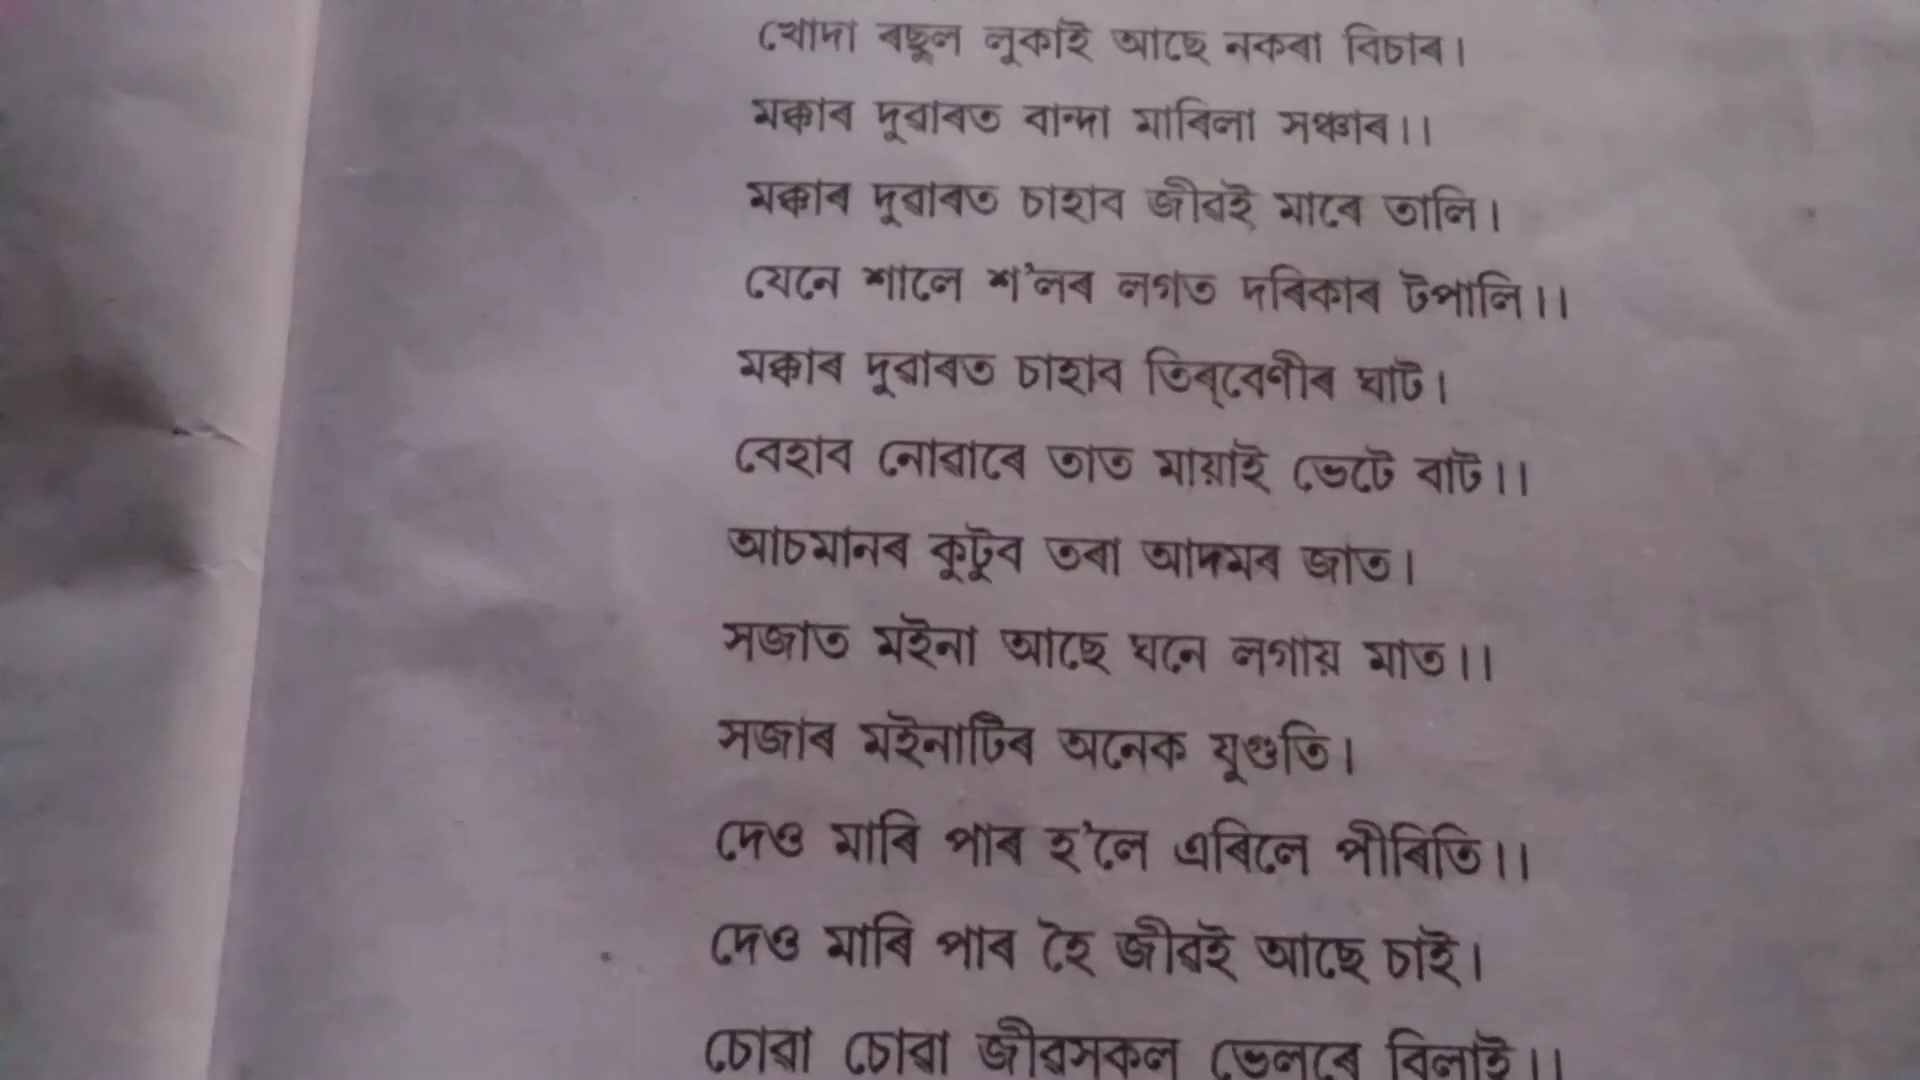 খোদা ৰছুল লুকাই আছে নকৰা বিচাৰ।
মক্কাৰ দুৱাৰত বান্দা মাৰিলা সঞ্চাৰ।।
মক্কাৰ দুৱাৰত চাহাব জীৱই মাৰে তালি।
যেনে শালে শ'লৰ লগত দৰিকাৰ টপালি।।
মক্কাৰ দুৱাৰত চাহাব তিৰ্‌বেণীৰ ঘাট।
বেহাব নোৱাৰে তাত মায়াই ভেটে বাট।।
আচমানৰ কুটুব তৰা আদমৰ জাত।
সজাত মইনা আছে ঘনে লগায় মাত।।
সজাৰ মইনাটিৰ অনেক যুগুতি।
দেও মাৰি পাৰ হ'লে এৰিলে পীৰিতি।।
দেও মাৰি পাৰ হৈ জীৱই আছে চাই।
চোৱা চোৱা জীৱসকল ভেলৰে বিলাই।।